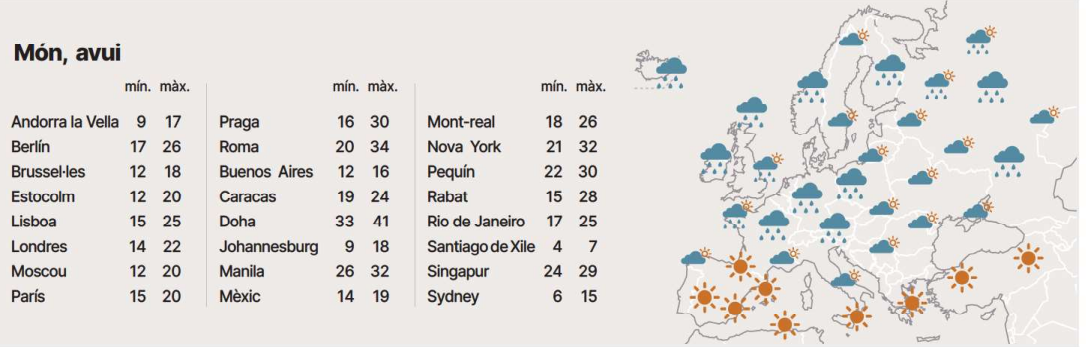 Món, avui
mín. màx.
Andorra la Vella 9 17
Berlín 17 26
Brussel·les 12 18
Estocolm 12 20
Lisboa 15 25
Londres 14 22
Moscou 12 20
París 15 20
mín. màx.
Praga 16 30
Roma 20 34
Buenos Aires 12 16
Caracas 19 24
Doha 33 41
Johannesburg 9 18
Manila 26 32
Mèxic 14 19
mín. màx.
Mont-real 18 26
Nova York 21 32
Pequín 22 30
Rabat 15 28
Rio de Janeiro 17 25
Santiago de Xile 4 7
Singapur 24 29
Sydney 6 15